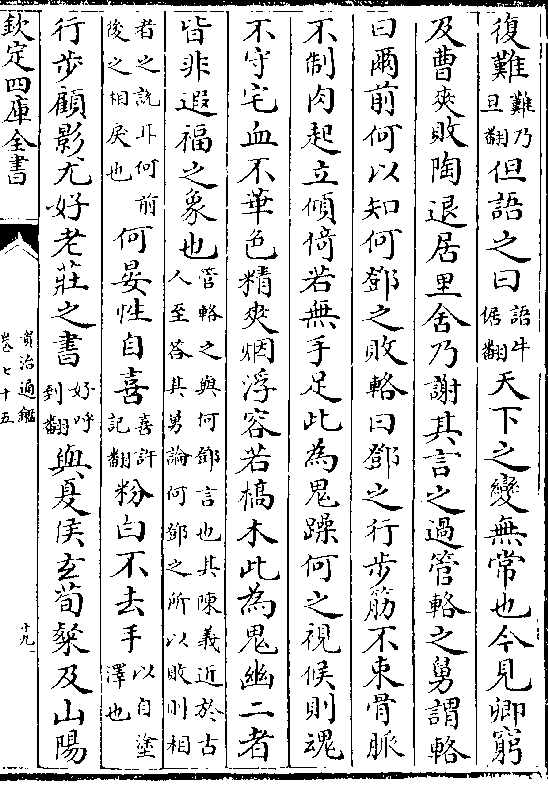 復難難乃旦翻但語之曰語牛倨翻天下之變無常也今見卿窮
及曹爽敗陶退居里舍乃謝其言之過管輅之舅謂輅
曰爾前何以知何鄧之敗輅曰鄧之行步筋不束骨脈
不制肉起立傾倚若無手足此為鬼躁何之視候則魂
不守宅血不華色精爽烟浮容若槁木此為鬼幽二者
皆非遐福之象也管輅之與何鄧言也其陳義近於古人至答其舅論何鄧之所以敗則相
者之説耳何前後之相戾也何晏性自喜喜許記翻粉白不去手以自塗澤也
行步顧影尤好老莊之書好呼到翻與夏侯玄荀粲及山陽
欽定四庫全書
資治通鑑
卷七十五
十九